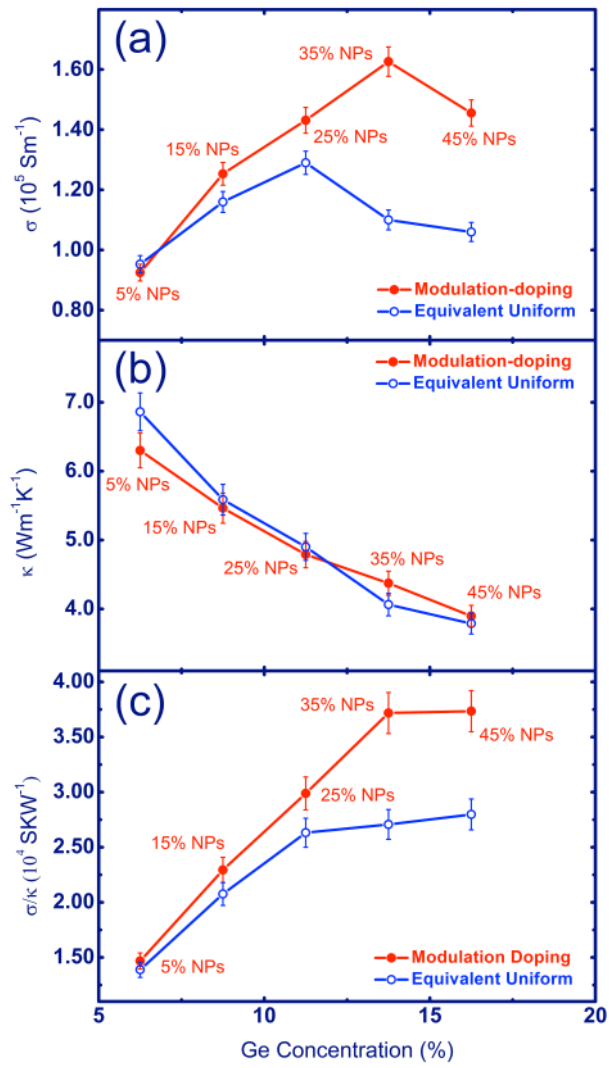 (a)
σ (10⁵ Sm⁻¹)
1.60
1.40
1.20
1.00
0.80
35% NPs
15% NPs
25% NPs
45% NPs
5% NPs
Modulation-doping
Equivalent Uniform
(b)
κ (Wm⁻¹K⁻¹)
7.0
6.0
5.0
4.0
Modulation-doping
Equivalent Uniform
5% NPs
15% NPs
25% NPs
35% NPs
45% NPs
(c)
σ/κ (10⁴ SKW⁻¹)
4.00
3.50
3.00
2.50
2.00
1.50
35% NPs
45% NPs
25% NPs
15% NPs
5% NPs
Modulation Doping
Equivalent Uniform
5 10 15 20
Ge Concentration (%)